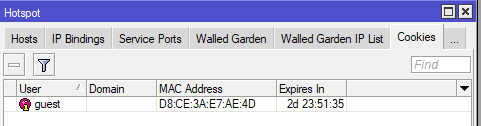 Hotspot
Hosts IP Bindings Service Ports Walled Garden Walled Garden IP List Cookies ...
Find
User Domain MAC Address Expires In
guest D8:CE:3A:E7:AE:4D 2d 23:51:35